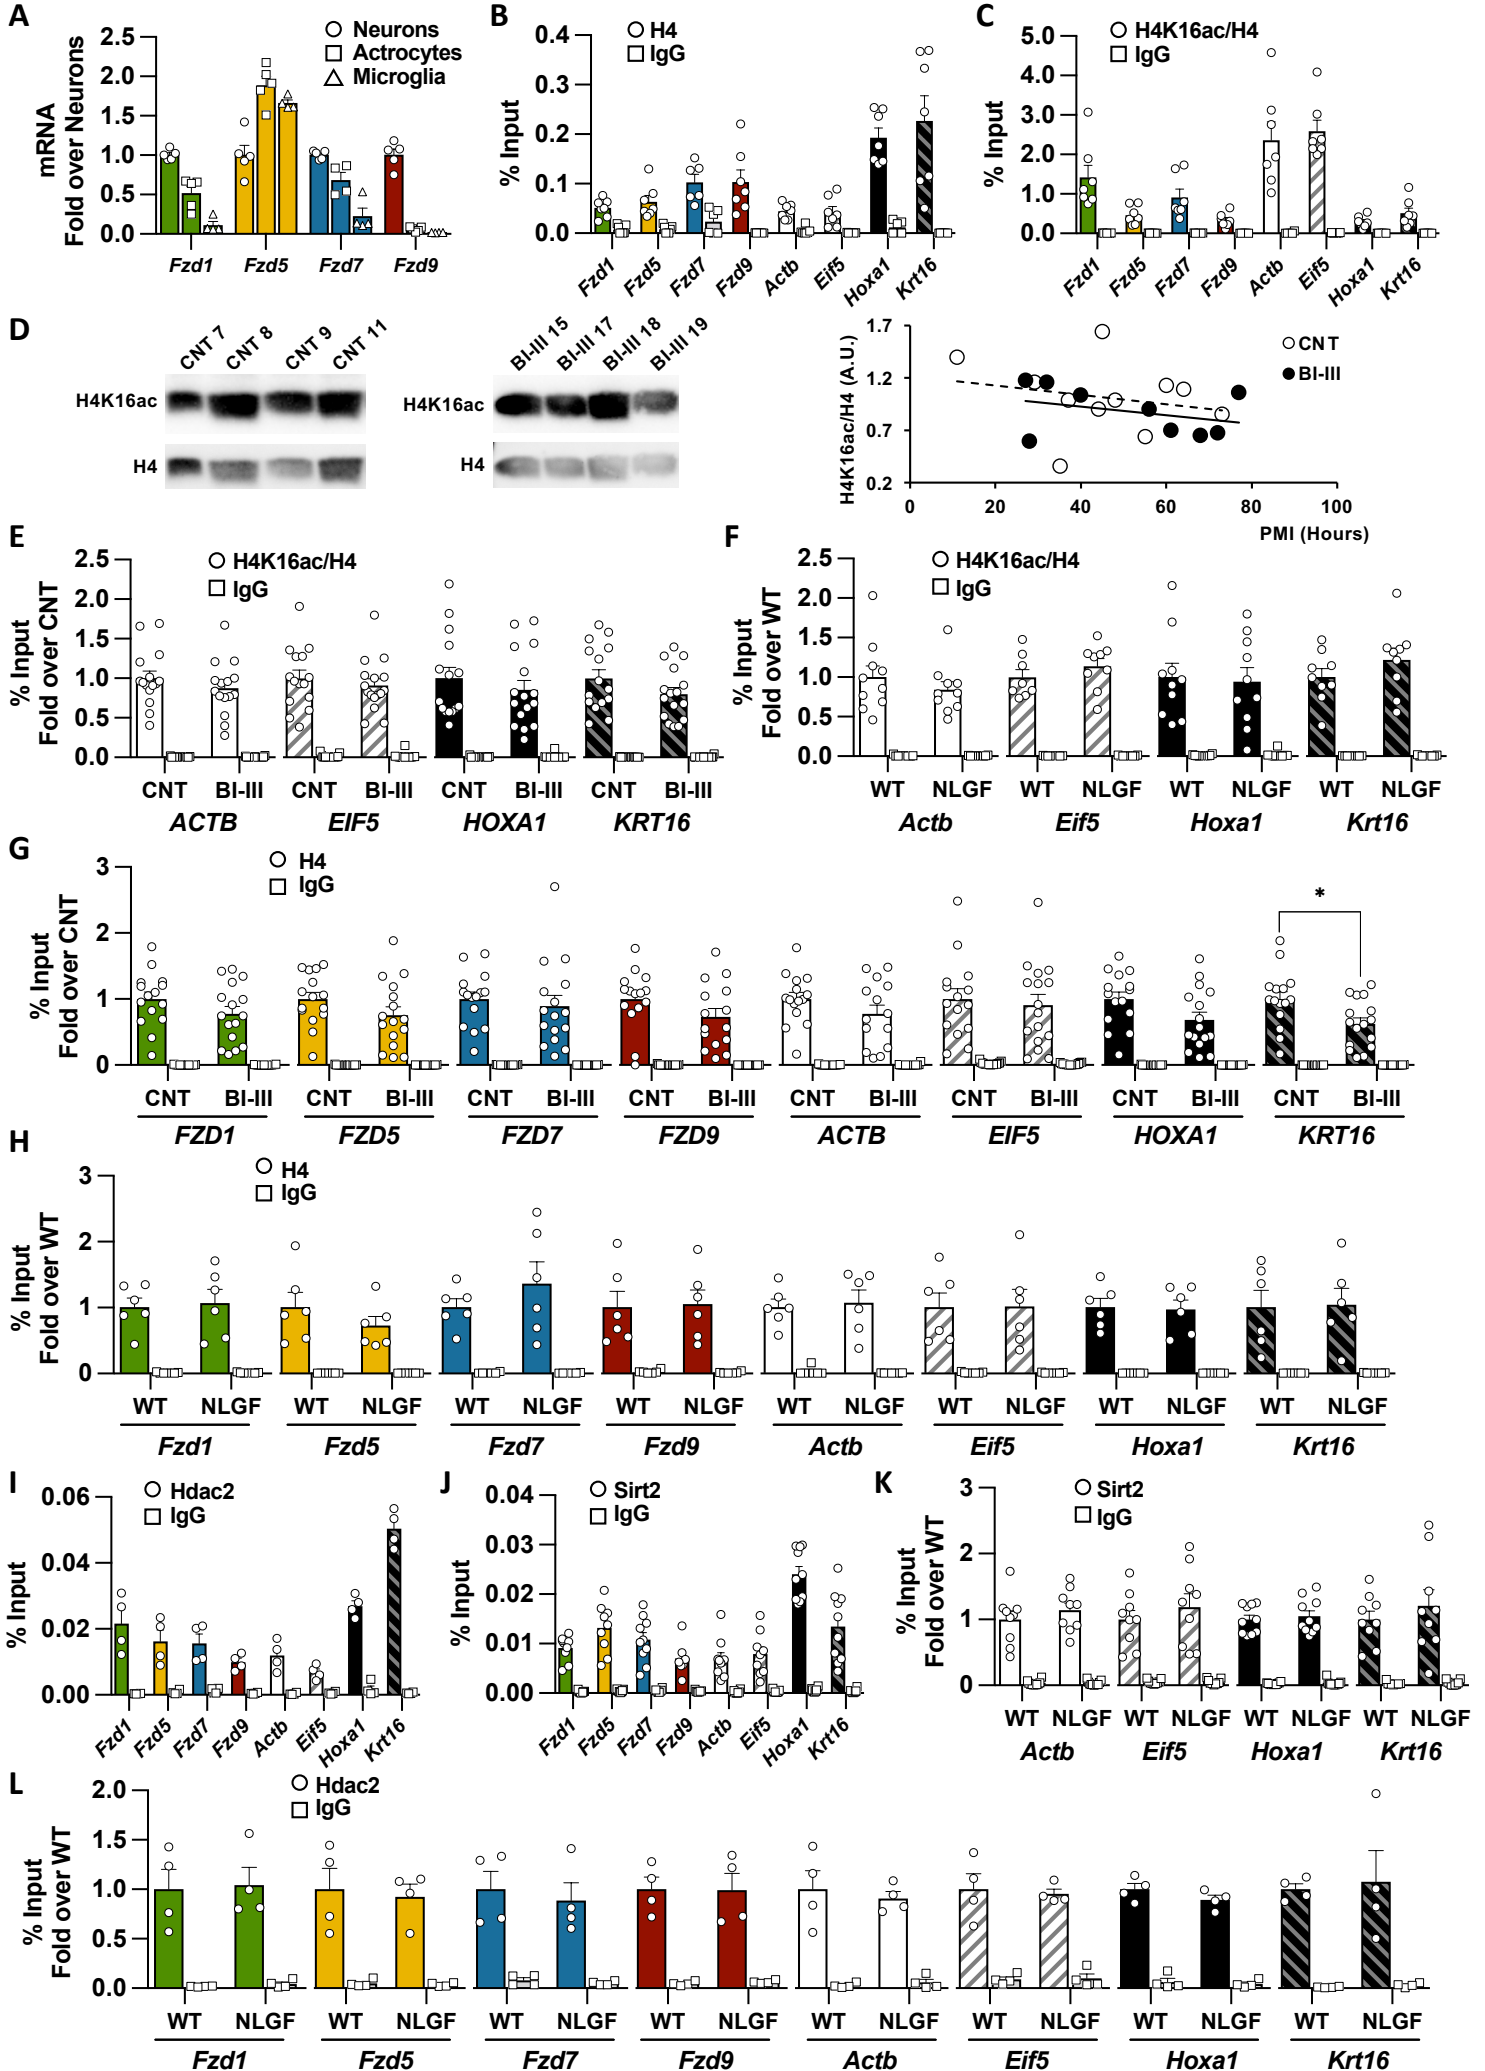 A
mRNA
Fold over Neurons
2.5
2.0
1.5
1.0
0.5
0.0
Neurons
Actrocytes
Microglia
Fzd1 Fzd5 Fzd7 Fzd9
B
% Input
0.4
0.3
0.2
0.1
0.0
H4
IgG
Fzd1 Fzd5 Fzd7 Fzd9 Actb Eif5 Hoxa1 Krt16
C
% Input
5.0
4.0
3.0
2.0
1.0
0.0
H4K16ac/H4
IgG
Fzd1 Fzd5 Fzd7 Fzd9 Actb Eif5 Hoxa1 Krt16
D
CNT 7 CNT 8 CNT 9 CNT 11
H4K16ac
H4
BI-III 15 BI-III 17 BI-III 18 BI-III 19
H4K16ac
H4
H4K16ac/H4 (A.U.)
1.7
1.2
0.7
0.2
0 20 40 60 80 100
PMI (Hours)
CNT
BI-III
E
% Input
Fold over CNT
2.5
2.0
1.5
1.0
0.5
0.0
H4K16ac/H4
IgG
CNT BI-III CNT BI-III CNT BI-III CNT BI-III
ACTB EIF5 HOXA1 KRT16
F
% Input
Fold over WT
2.5
2.0
1.5
1.0
0.5
0.0
H4K16ac/H4
IgG
WT NLGF WT NLGF WT NLGF WT NLGF
Actb Eif5 Hoxa1 Krt16
G
% Input
Fold over CNT
3
2
1
0
H4
IgG
*
CNT BI-III CNT BI-III CNT BI-III CNT BI-III CNT BI-III CNT BI-III CNT BI-III CNT BI-III
FZD1 FZD5 FZD7 FZD9 ACTB EIF5 HOXA1 KRT16
H
% Input
Fold over WT
3
2
1
0
H4
IgG
WT NLGF WT NLGF WT NLGF WT NLGF WT NLGF WT NLGF WT NLGF WT NLGF
Fzd1 Fzd5 Fzd7 Fzd9 Actb Eif5 Hoxa1 Krt16
I
% Input
0.06
0.04
0.02
0.00
Hdac2
IgG
Fzd1 Fzd5 Fzd7 Fzd9 Actb Eif5 Hoxa1 Krt16
J
% Input
0.04
0.03
0.02
0.01
0.00
Sirt2
IgG
Fzd1 Fzd5 Fzd7 Fzd9 Actb Eif5 Hoxa1 Krt16
K
% Input
Fold over WT
3
2
1
0
Sirt2
IgG
WT NLGF WT NLGF WT NLGF WT NLGF
Actb Eif5 Hoxa1 Krt16
L
% Input
Fold over WT
2.0
1.5
1.0
0.5
0.0
Hdac2
IgG
WT NLGF WT NLGF WT NLGF WT NLGF WT NLGF WT NLGF WT NLGF WT NLGF
Fzd1 Fzd5 Fzd7 Fzd9 Actb Eif5 Hoxa1 Krt16